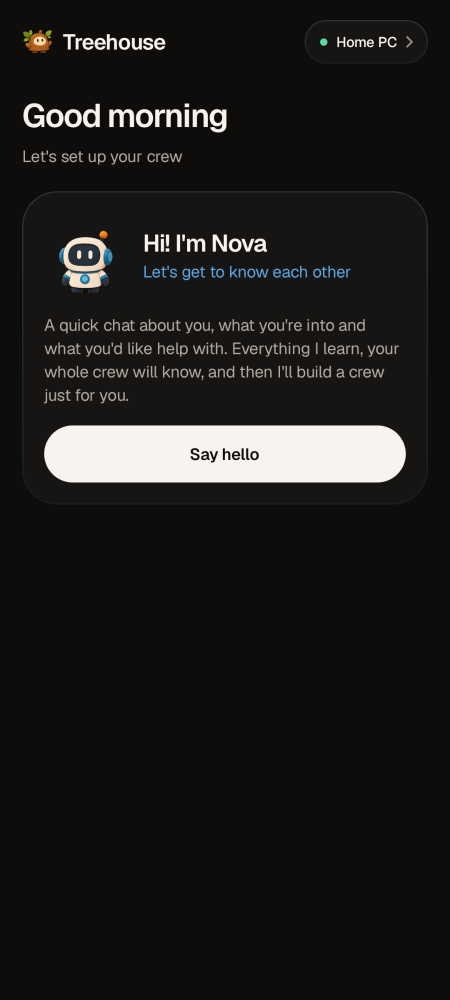 Treehouse
Home PC
Good morning
Let's set up your crew
Hi! I'm Nova
Let's get to know each other
A quick chat about you, what you're into and
what you'd like help with. Everything I learn, your
whole crew will know, and then I'll build a crew
just for you.
Say hello